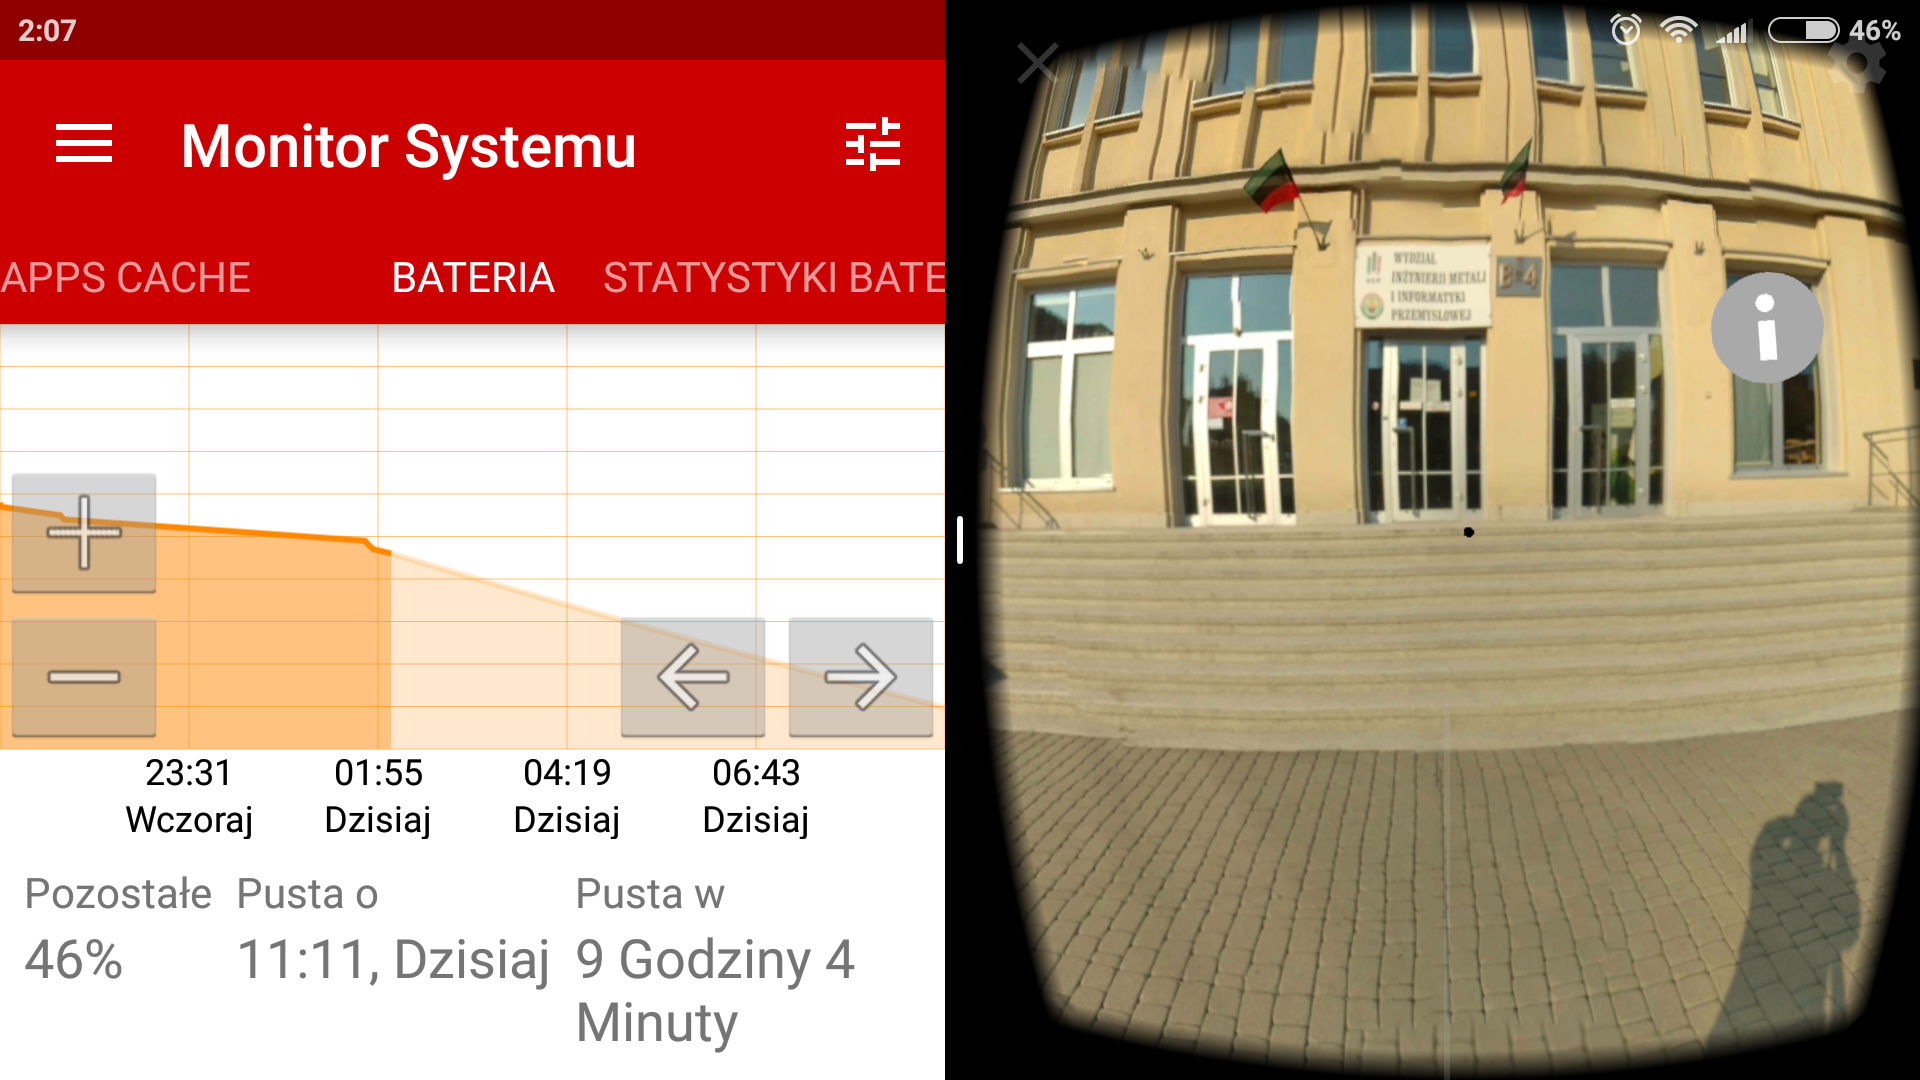 2:07
46%
Monitor Systemu
APPS CACHE
BATERIA
STATYSTYKI BATE
23:31
Wczoraj
01:55
Dzisiaj
04:19
Dzisiaj
06:43
Dzisiaj
Pozostałe
46%
Pusta o
11:11, Dzisiaj
Pusta w
9 Godziny 4
Minuty
WYDZIAŁ
INŻYNIERII METALI
I INFORMATYKI
PRZEMYSŁOWEJ
AGH
B-4